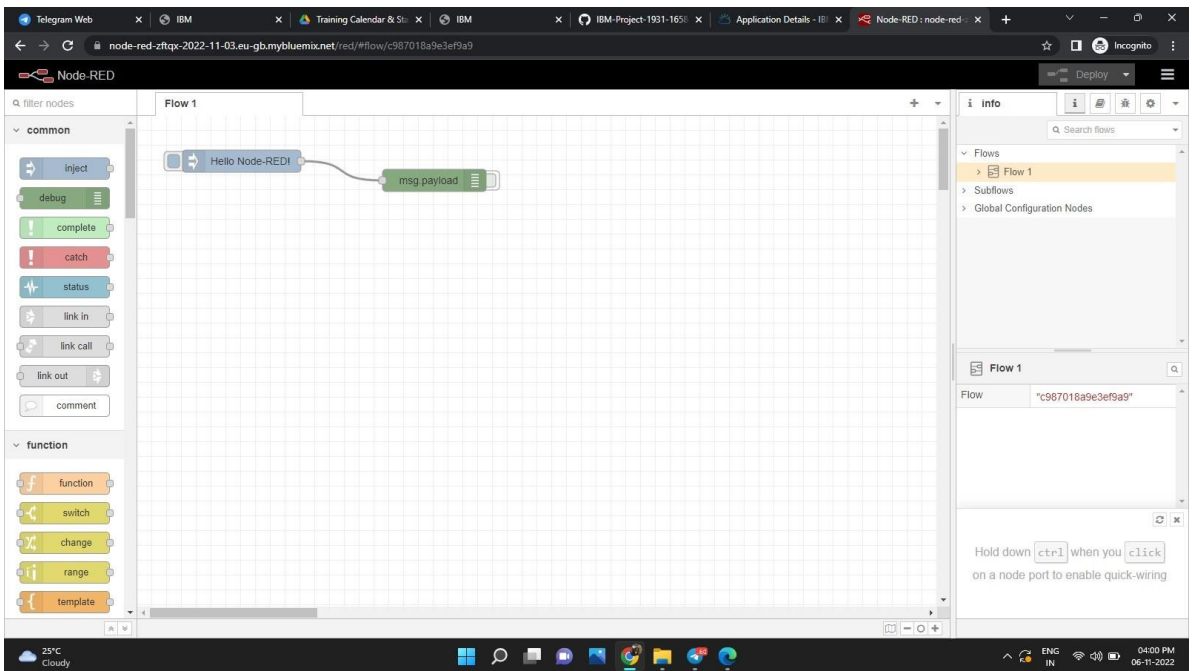 Telegram Web
IBM
Training Calendar & Sta
IBM
IBM-Project-1931-1658
Application Details - IB
Node-RED : node-red-
node-red-zftqx-2022-11-03.eu-gb.mybluemix.net/red/#flow/c987018a9e3ef9a9
Incognito
Node-RED
Deploy
filter nodes
Flow 1
i info
i
common
Search flows
Flows
Flow 1
Subflows
Global Configuration Nodes
inject
Hello Node-RED!
msg.payload
debug
complete
catch
status
link in
link call
link out
comment
Flow 1
Flow "c987018a9e3ef9a9"
function
function
switch
change
range
template
Hold down ctrl when you click
on a node port to enable quick-wiring
25°C
Cloudy
ENG
IN
04:00 PM
06-11-2022